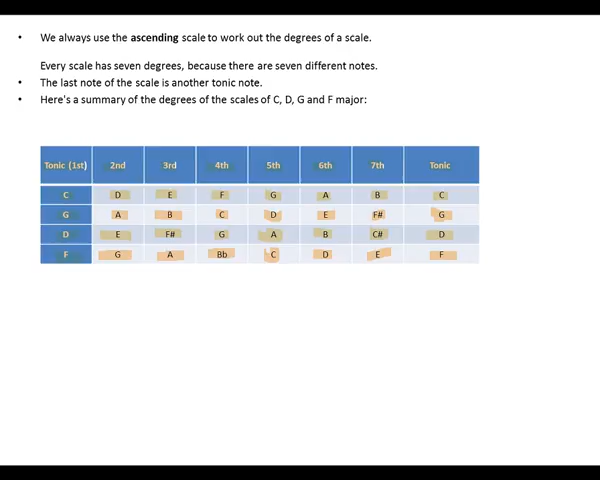 • We always use the ascending scale to work out the degrees of a scale.
Every scale has seven degrees, because there are seven different notes.
• The last note of the scale is another tonic note.
• Here's a summary of the degrees of the scales of C, D, G and F major:
Tonic (1st) 2nd 3rd 4th 5th 6th 7th Tonic
C D E F G A B C
G A B C D E F# G
D E F# G A B C# D
F G A Bb C D E F